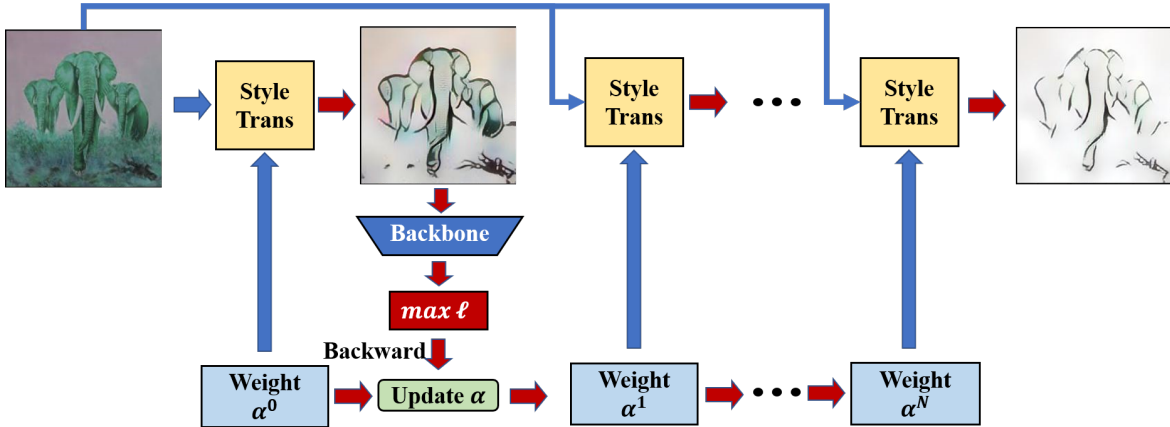 Style
Trans
Style
Trans
•••
Style
Trans
Backbone
max ℓ
Backward
Weight
α⁰
Update α
Weight
α¹
•••
Weight
αᴺ